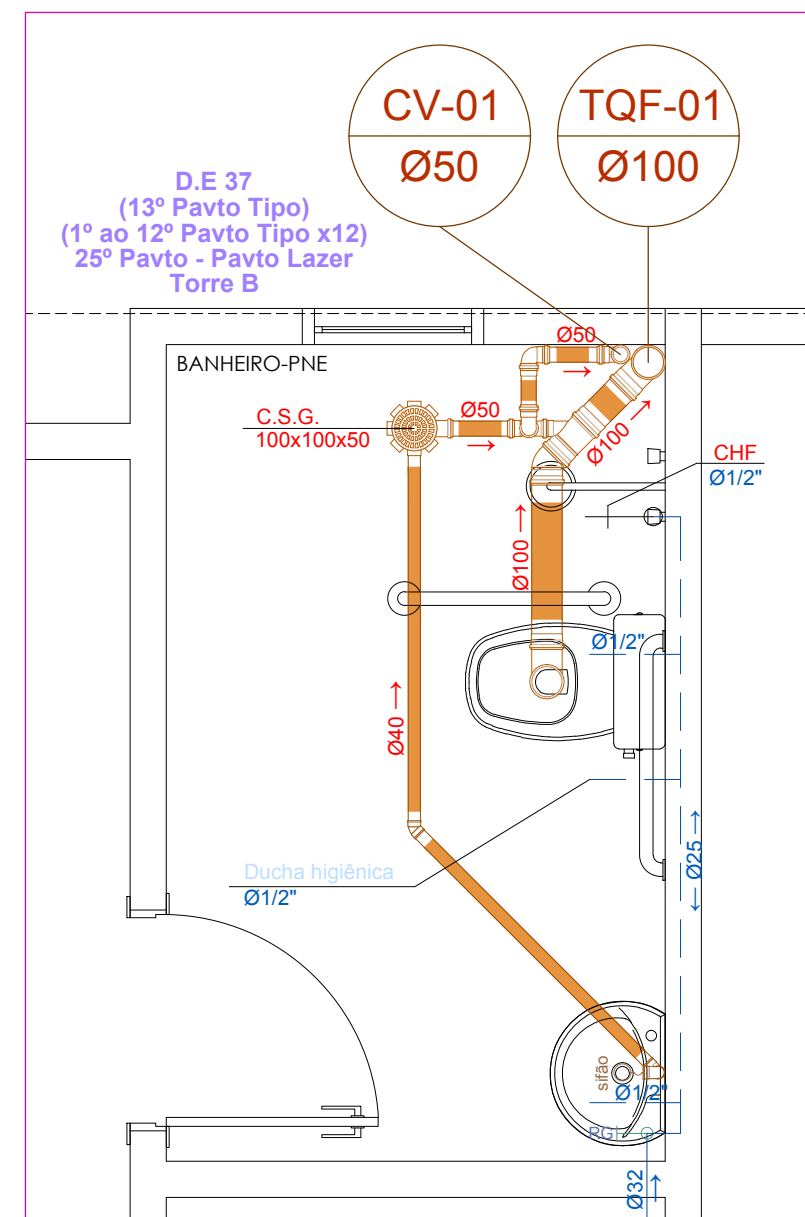 CV-01
Ø50
TQF-01
Ø100
D.E 37
(13º Pavto Tipo)
(1º ao 12º Pavto Tipo x12)
25º Pavto - Pavto Lazer
Torre B
BANHEIRO-PNE
Ø50
→
C.S.G.
100x100x50
Ø50
→
Ø100 →
CHF
Ø1/2"
Ø100 →
Ø1/2"
Ø40 →
Ducha higiênica
Ø1/2"
← Ø25 →
sifão
Ø1/2"
RG
Ø32 →